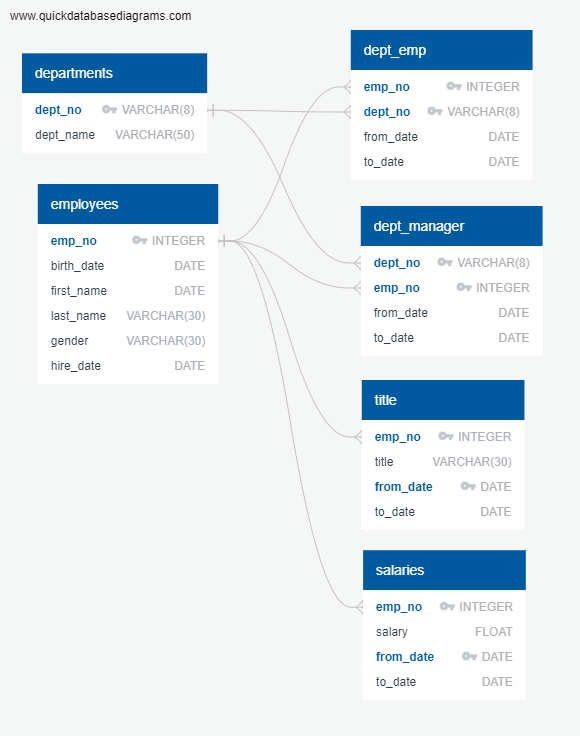 www.quickdatabasediagrams.com
departments
dept_no VARCHAR(8)
dept_name VARCHAR(50)
employees
emp_no INTEGER
birth_date DATE
first_name DATE
last_name VARCHAR(30)
gender VARCHAR(30)
hire_date DATE
dept_emp
emp_no INTEGER
dept_no VARCHAR(8)
from_date DATE
to_date DATE
dept_manager
dept_no VARCHAR(8)
emp_no INTEGER
from_date DATE
to_date DATE
title
emp_no INTEGER
title VARCHAR(30)
from_date DATE
to_date DATE
salaries
emp_no INTEGER
salary FLOAT
from_date DATE
to_date DATE